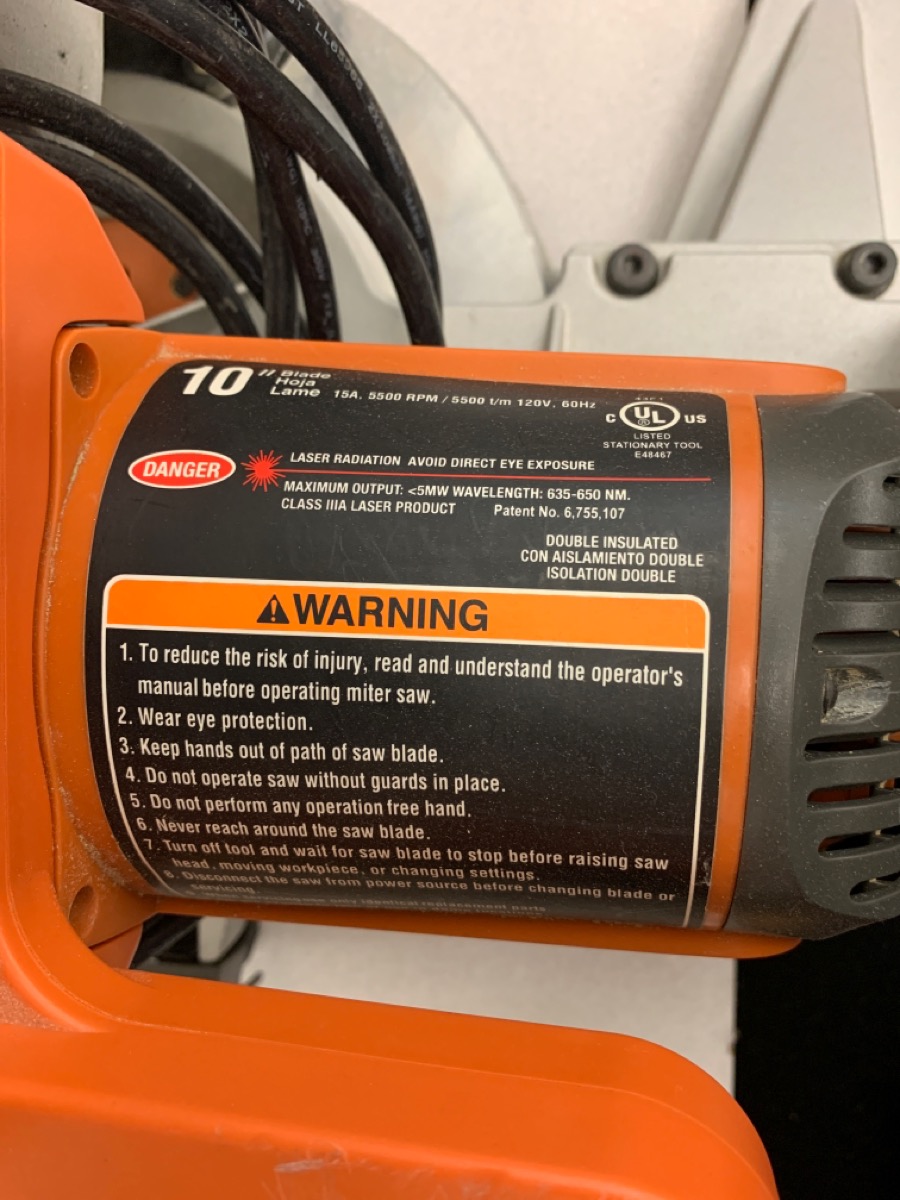 10" Blade
Hoja
Lame 15A, 5500 RPM / 5500 t/m 120V, 60Hz
C UL US
®
LISTED
STATIONARY TOOL
E48467
DANGER
LASER RADIATION AVOID DIRECT EYE EXPOSURE
MAXIMUM OUTPUT: <5MW WAVELENGTH: 635-650 NM.
CLASS IIIA LASER PRODUCT Patent No. 6,755,107
DOUBLE INSULATED
CON AISLAMIENTO DOUBLE
ISOLATION DOUBLE
WARNING
1. To reduce the risk of injury, read and understand the operator's
manual before operating miter saw.
2. Wear eye protection.
3. Keep hands out of path of saw blade.
4. Do not operate saw without guards in place.
5. Do not perform any operation free hand.
6. Never reach around the saw blade.
7. Turn off tool and wait for saw blade to stop before raising saw
head, moving workpiece, or changing settings.
8. Disconnect the saw from power source before changing blade or
servicing.
only identical replacement parts